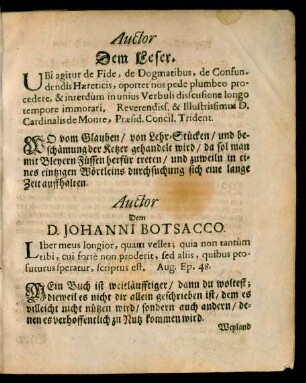 Auctor
Dem Leser.
UBi agitur de Fide, de Dogmatibus, de Confun-
dendis Hæreticis, oportet nos pede plumbeo pro-
cedere, & interdum in unius Verbuli discussione longo
tempore immorari. Reverendiss. & Illustrissimus D.
Cardinalis de Monte, Præsid. Concil. Trident.
WO vom Glauben/ von Lehr-Stücken/ und be-
schämung der Ketzer gehandele wird/ da sol man
mit Bleyern Füssen herfür treten/ und zuweiln in ei-
nes eintzigen Wörtleins durchsuchung sich eine lange
Zeit auffhalten.
Auctor
Dem
D. JOHANNI BOTSACCO.
Liber meus longior, quam velles; quia non tantùm
tibi, cui fortè non proderit, sed aliis, quibus pro-
futurus speratur, scriptus est. Aug. Ep. 48.
MEin Buch ist weitläufftiger/ dann du woltest;
dieweil es nicht dir allein geschrieben ist/ dem es
villeicht nicht nützen wird/ sondern auch andern/ de-
nen es verhoffentlich zu Nutz kommen wird.
Weyland